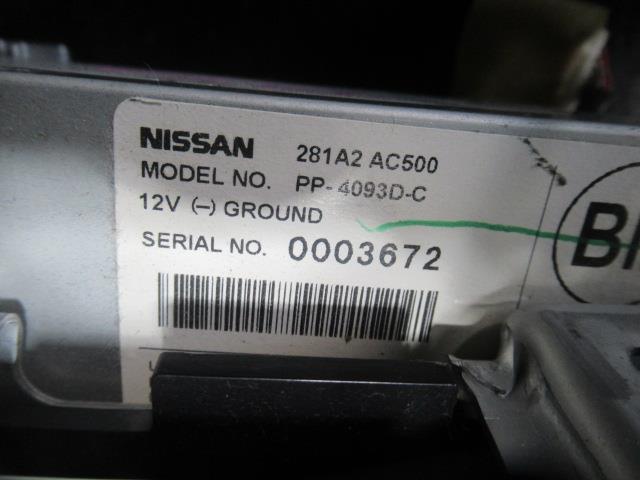 NISSAN 281A2 AC500
MODEL NO. PP-4093D-C
12V (–) GROUND
SERIAL NO. 0003672